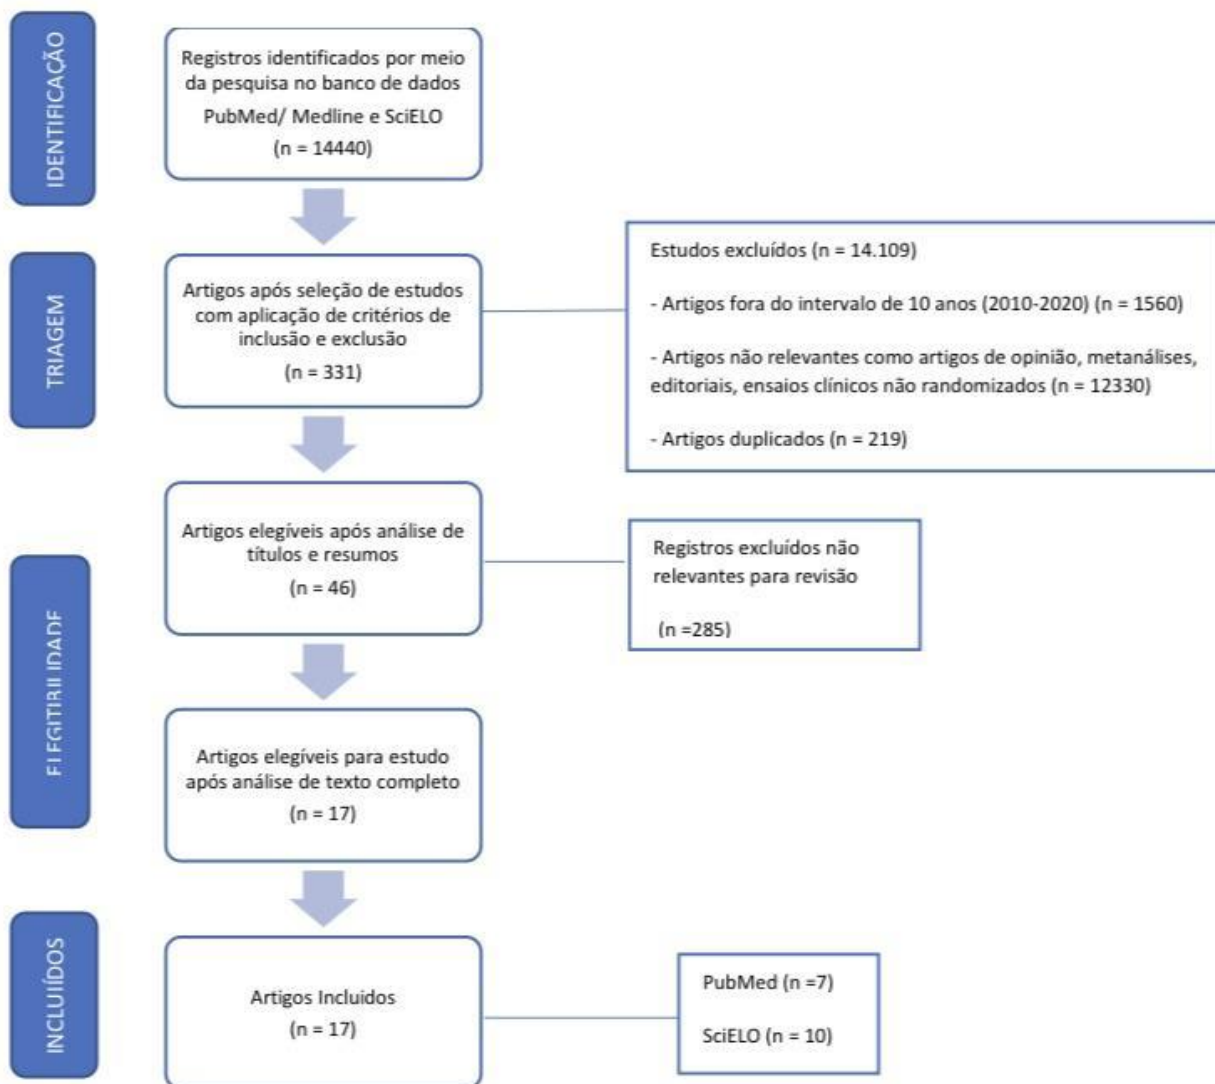 IDENTIFICAÇÃO
Registros identificados por meio
da pesquisa no banco de dados
PubMed/ Medline e SciELO
(n = 14440)
TRIAGEM
Artigos após seleção de estudos
com aplicação de critérios de
inclusão e exclusão
(n = 331)
Estudos excluídos (n = 14.109)
- Artigos fora do intervalo de 10 anos (2010-2020) (n = 1560)
- Artigos não relevantes como artigos de opinião, metanálises,
editoriais, ensaios clínicos não randomizados (n = 12330)
- Artigos duplicados (n = 219)
ELEGITIBILIDADE
Artigos elegíveis após análise de
títulos e resumos
(n = 46)
Registros excluídos não
relevantes para revisão
(n =285)
Artigos elegíveis para estudo
após análise de texto completo
(n = 17)
INCLUIÍDOS
Artigos Incluidos
(n = 17)
PubMed (n =7)
SciELO (n = 10)